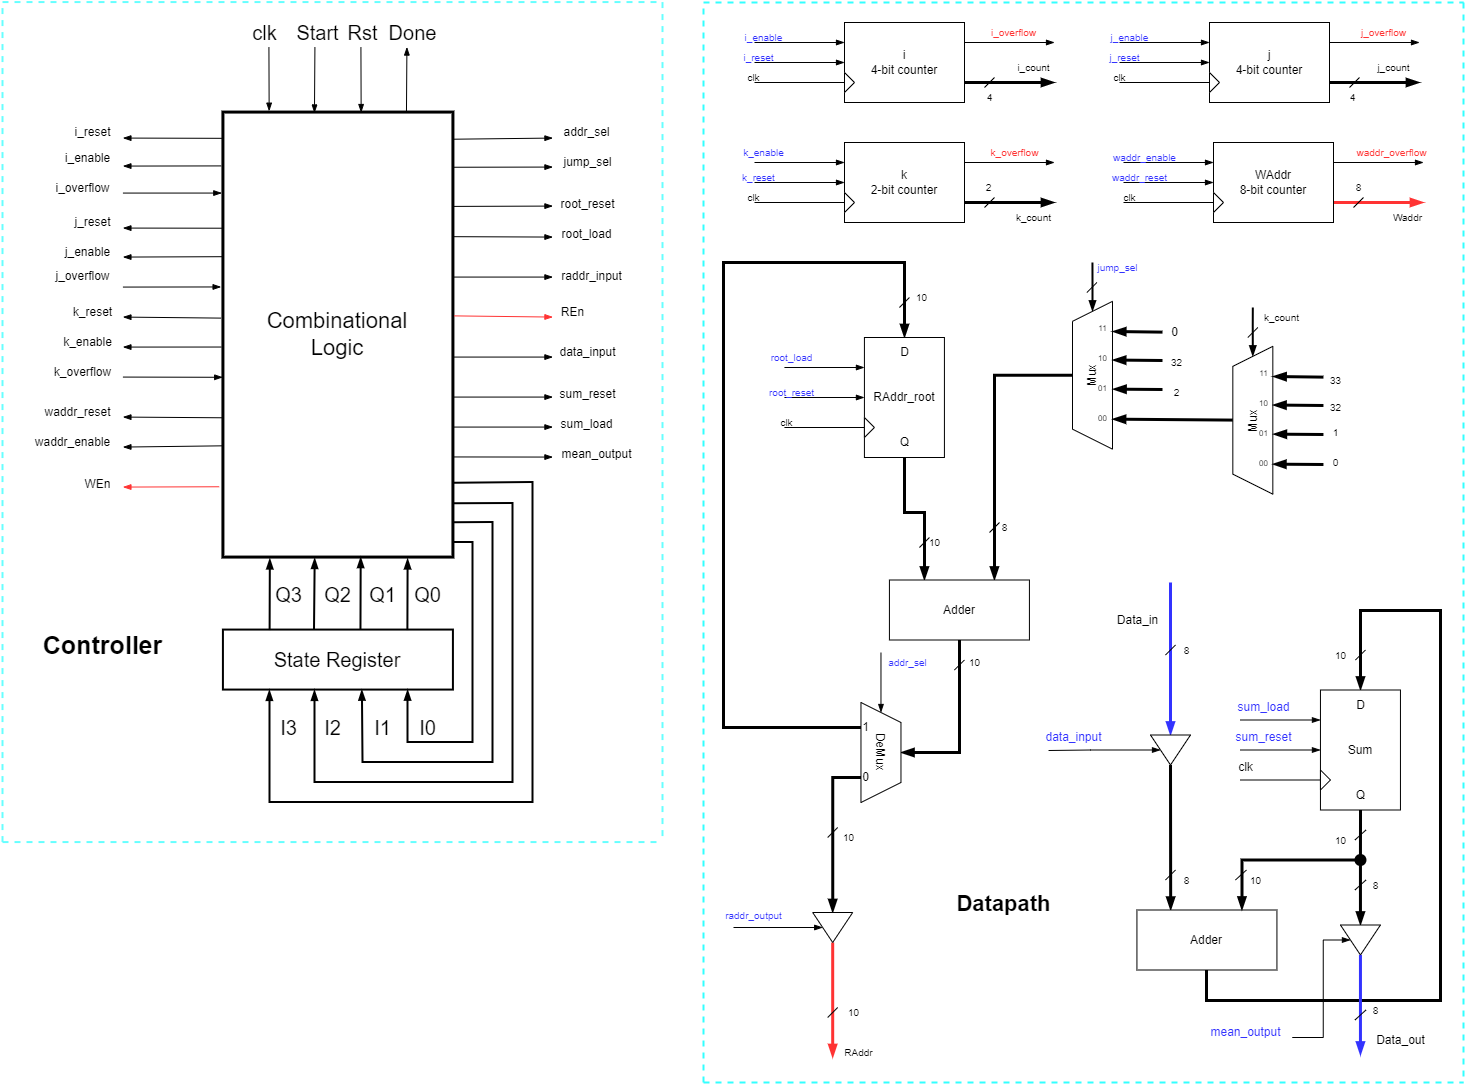 clk Start Rst Done
i_reset
i_enable
i_overflow
j_reset
j_enable
j_overflow
k_reset
k_enable
k_overflow
waddr_reset
waddr_enable
WEn
Combinational
Logic
addr_sel
jump_sel
root_reset
root_load
raddr_input
REn
data_input
sum_reset
sum_load
mean_output
Q3 Q2 Q1 Q0
Controller
State Register
I3 I2 I1 I0
i_enable
i_reset
clk
i
4-bit counter
i_overflow
i_count
4
j_enable
j_reset
clk
j
4-bit counter
j_overflow
j_count
4
k_enable
k_reset
clk
k
2-bit counter
k_overflow
2
k_count
waddr_enable
waddr_reset
clk
WAddr
8-bit counter
waddr_overflow
8
Waddr
10
root_load
root_reset
clk
D
RAddr_root
Q
jump_sel
Mux
11
10
01
00
0
32
2
k_count
Mux
11
10
01
00
33
32
1
0
10
8
Adder
10
addr_sel
DeMux
1
0
10
raddr_output
10
RAddr
Data_in
8
data_input
8
10
Adder
10
sum_load
sum_reset
clk
D
Sum
Q
10
8
mean_output
8
Data_out
Datapath